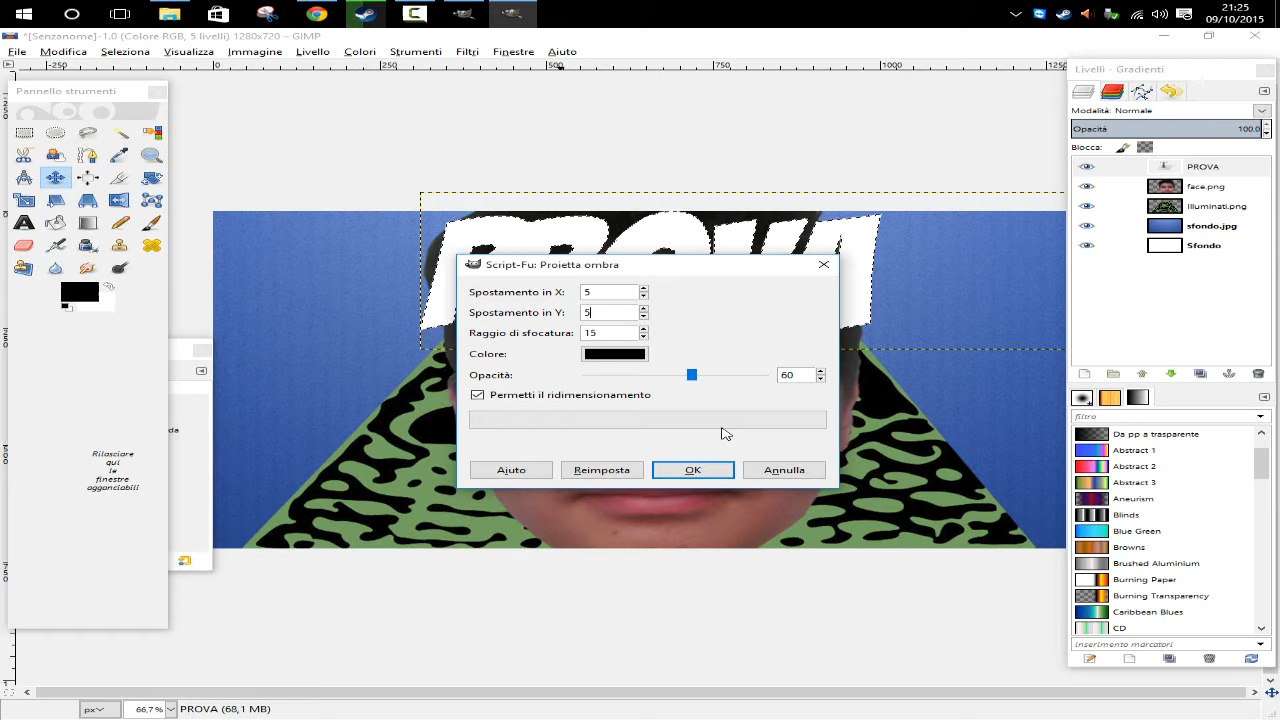 21:25
09/10/2015
*[Senzanome]-1.0 (Colore RGB, 5 livelli) 1280x720 – GIMP
File Modifica Seleziona Visualizza Immagine Livello Colori Strumenti Filtri Finestre Aiuto
-250 0 250 500 750 1000 1250
Pannello strumenti
Rilasciare
qui
le
finestre
agganciabili
da
PROVA
Script-Fu: Proietta ombra
Spostamento in X: 5
Spostamento in Y: 5
Raggio di sfocatura: 15
Colore:
Opacità: 60
Permetti il ridimensionamento
Aiuto Reimposta OK Annulla
Livelli - Gradienti
Modalità: Normale
Opacità 100,0
Blocca:
PROVA
face.png
Illuminati.png
sfondo.jpg
Sfondo
filtro
Da pp a trasparente
Abstract 1
Abstract 2
Abstract 3
Aneurism
Blinds
Blue Green
Browns
Brushed Aluminium
Burning Paper
Burning Transparency
Caribbean Blues
CD
inserimento marcatori
px 66,7% PROVA (68,1 MB)